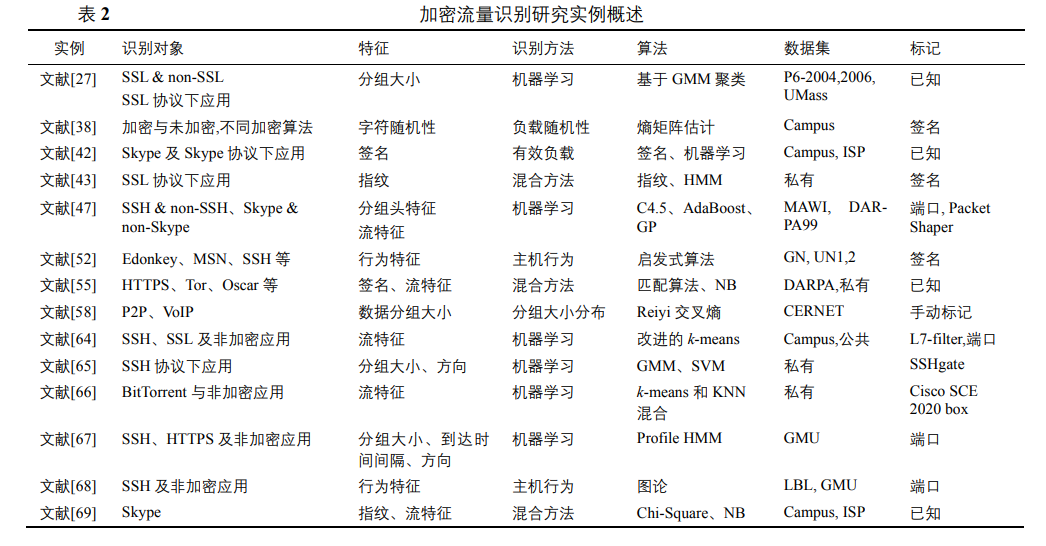 表 2 加密流量识别研究实例概述
实例 识别对象 特征 识别方法 算法 数据集 标记
文献[27] SSL & non-SSL 分组大小 机器学习 基于 GMM 聚类 P6-2004,2006, 已知
SSL 协议下应用 UMass
文献[38] 加密与未加密,不同加密算法 字符随机性 负载随机性 熵矩阵估计 Campus 签名
文献[42] Skype 及 Skype 协议下应用 签名 有效负载 签名、机器学习 Campus, ISP 已知
文献[43] SSL 协议下应用 指纹 混合方法 指纹、HMM 私有 签名
文献[47] SSH & non-SSH、Skype & 分组头特征 机器学习 C4.5、AdaBoost、 MAWI, DAR- 端口, Packet
non-Skype 流特征 GP PA99 Shaper
文献[52] Edonkey、MSN、SSH 等 行为特征 主机行为 启发式算法 GN, UN1,2 签名
文献[55] HTTPS、Tor、Oscar 等 签名、流特征 混合方法 匹配算法、NB DARPA,私有 已知
文献[58] P2P、VoIP 数据分组大小 分组大小分布 Reiyi 交叉熵 CERNET 手动标记
文献[64] SSH、SSL 及非加密应用 流特征 机器学习 改进的 k-means Campus,公共 L7-filter,端口
文献[65] SSH 协议下应用 分组大小、方向 机器学习 GMM、SVM 私有 SSHgate
文献[66] BitTorrent 与非加密应用 流特征 机器学习 k-means 和 KNN 私有 Cisco SCE
混合 2020 box
文献[67] SSH、HTTPS 及非加密应用 分组大小、到达时 机器学习 Profile HMM GMU 端口
间间隔、方向
文献[68] SSH 及非加密应用 行为特征 主机行为 图论 LBL, GMU 端口
文献[69] Skype 指纹、流特征 混合方法 Chi-Square、NB Campus, ISP 已知